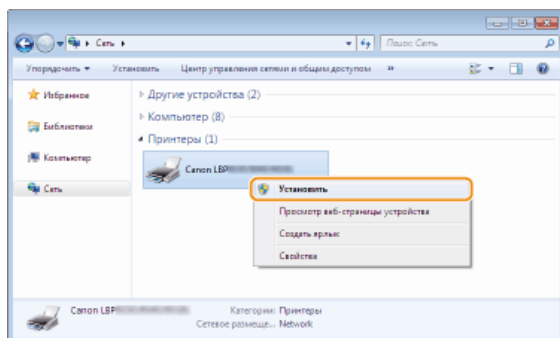 Сеть
Поиск: Сеть
Упорядочить Установить Центр управления сетями и общим доступом »
Избранное
Библиотеки
Компьютер
Сеть
Другие устройства (2)
Компьютер (8)
Принтеры (1)
Canon LBP
Установить
Просмотр веб-страницы устройства
Создать ярлык
Свойства
Canon LBP Категории: Принтеры
Сетевое размеще... Network